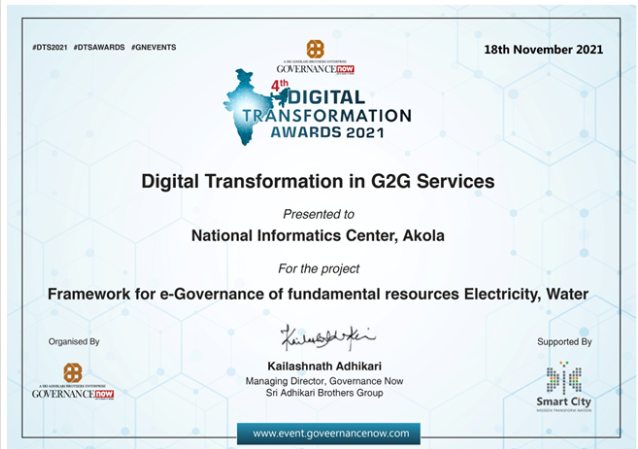 #DTS2021 #DTSAWARDS #GNEVENTS
18th November 2021
A SRI ADHIKARI BROTHERS ENTERPRISE
GOVERNANCE now
4th DIGITAL
TRANSFORMATION
AWARDS 2021
Digital Transformation in G2G Services
Presented to
National Informatics Center, Akola
For the project
Framework for e-Governance of fundamental resources Electricity, Water
Organised By
A SRI ADHIKARI BROTHERS ENTERPRISE
GOVERNANCE now
Kailashnath Adhikari
Managing Director, Governance Now
Sri Adhikari Brothers Group
Supported By
Smart City
MISSION TRANSFORM-NATION
www.event.goveernancenow.com